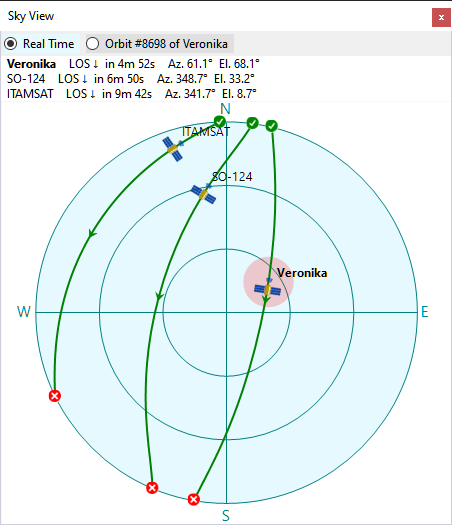 Sky View
Real Time Orbit #8698 of Veronika
Veronika LOS↓ in 4m 52s Az. 61.1° El. 68.1°
SO-124 LOS↓ in 6m 50s Az. 348.7° El. 33.2°
ITAMSAT LOS↓ in 9m 42s Az. 341.7° El. 8.7°
N
ITAMSAT
SO-124
Veronika
W
E
S